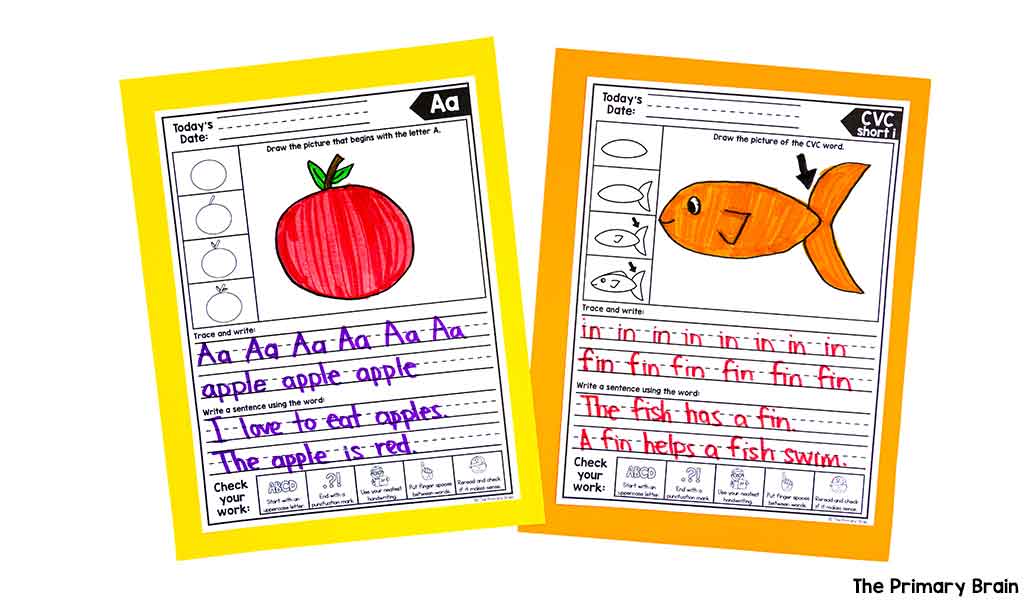 Aa
Today's
Date:
Draw the picture that begins with the letter A.
Trace and write:
Aa Aa Aa Aa Aa Aa
apple apple apple
Write a sentence using the word:
I love to eat apples.
The apple is red.
Check
your
work:
ABCD
Start with an
uppercase letter.
.?!
End with a
punctuation mark.
Use your neatest
handwriting.
Put finger spaces
between words.
Reread and check
if it makes sense.
© The Primary Brain
CVC
short i
Today's
Date:
Draw the picture of the CVC word.
Trace and write:
in in in in in in in in
fin fin fin fin fin fin
Write a sentence using the word:
The fish has a fin.
A fin helps a fish swim.
Check
your
work:
ABCD
Start with an
uppercase letter.
.?!
End with a
punctuation mark.
Use your neatest
handwriting.
Put finger spaces
between words.
Reread and check
if it makes sense.
© The Primary Brain
The Primary Brain